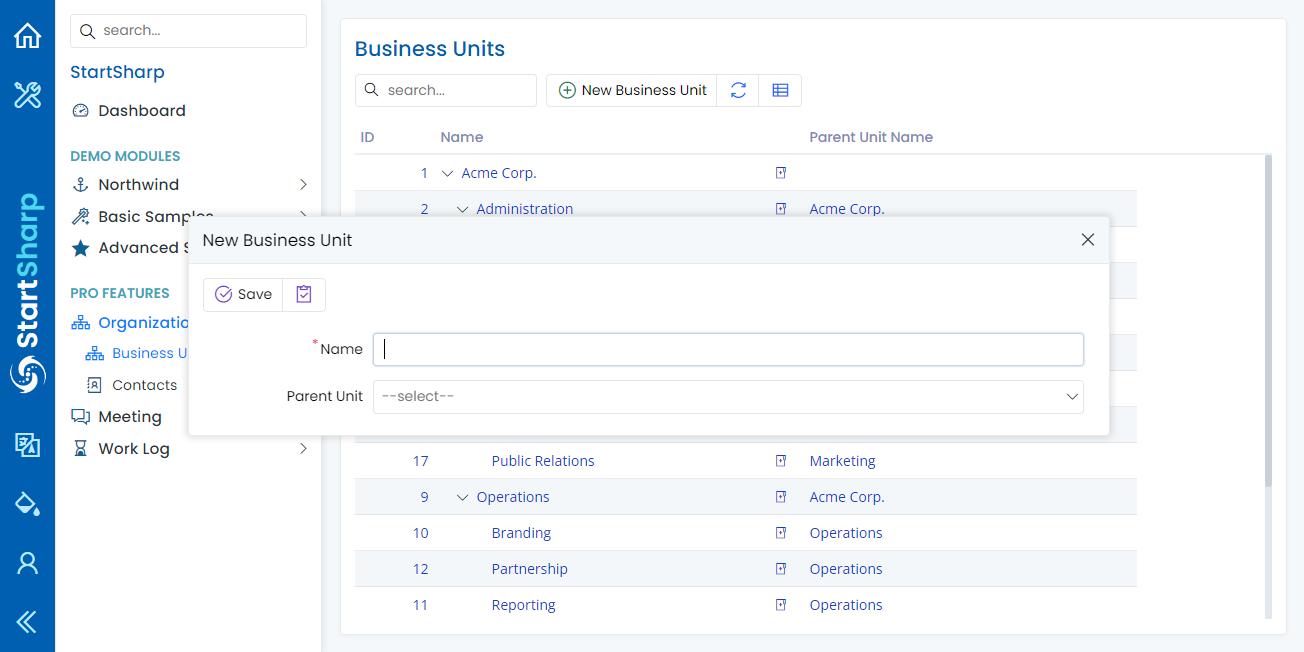 search...
StartSharp
Dashboard
DEMO MODULES
Northwind
Basic Samples
Advanced S
PRO FEATURES
Organizatio
Business U
Contacts
Meeting
Work Log
StartSharp
Business Units
search...
New Business Unit
ID Name Parent Unit Name
1 Acme Corp.
2 Administration Acme Corp.
New Business Unit
Save
*Name
Parent Unit --select--
17 Public Relations Marketing
9 Operations Acme Corp.
10 Branding Operations
12 Partnership Operations
11 Reporting Operations